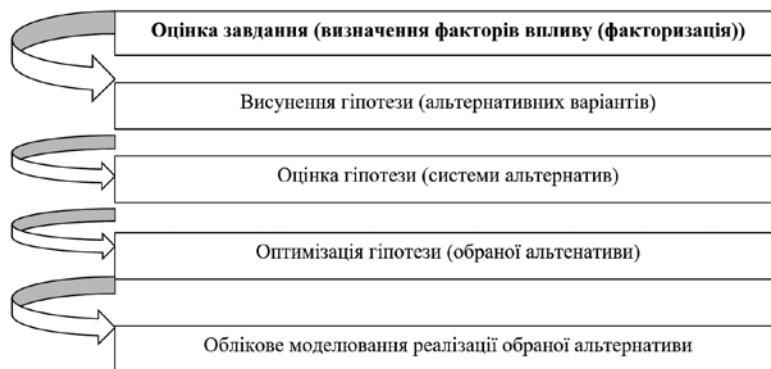 Оцінка завдання (визначення факторів впливу (факторизація))
Висунення гіпотези (альтернативних варіантів)
Оцінка гіпотези (системи альтернатив)
Оптимізація гіпотези (обраної альтенативи)
Облікове моделювання реалізації обраної альтернативи